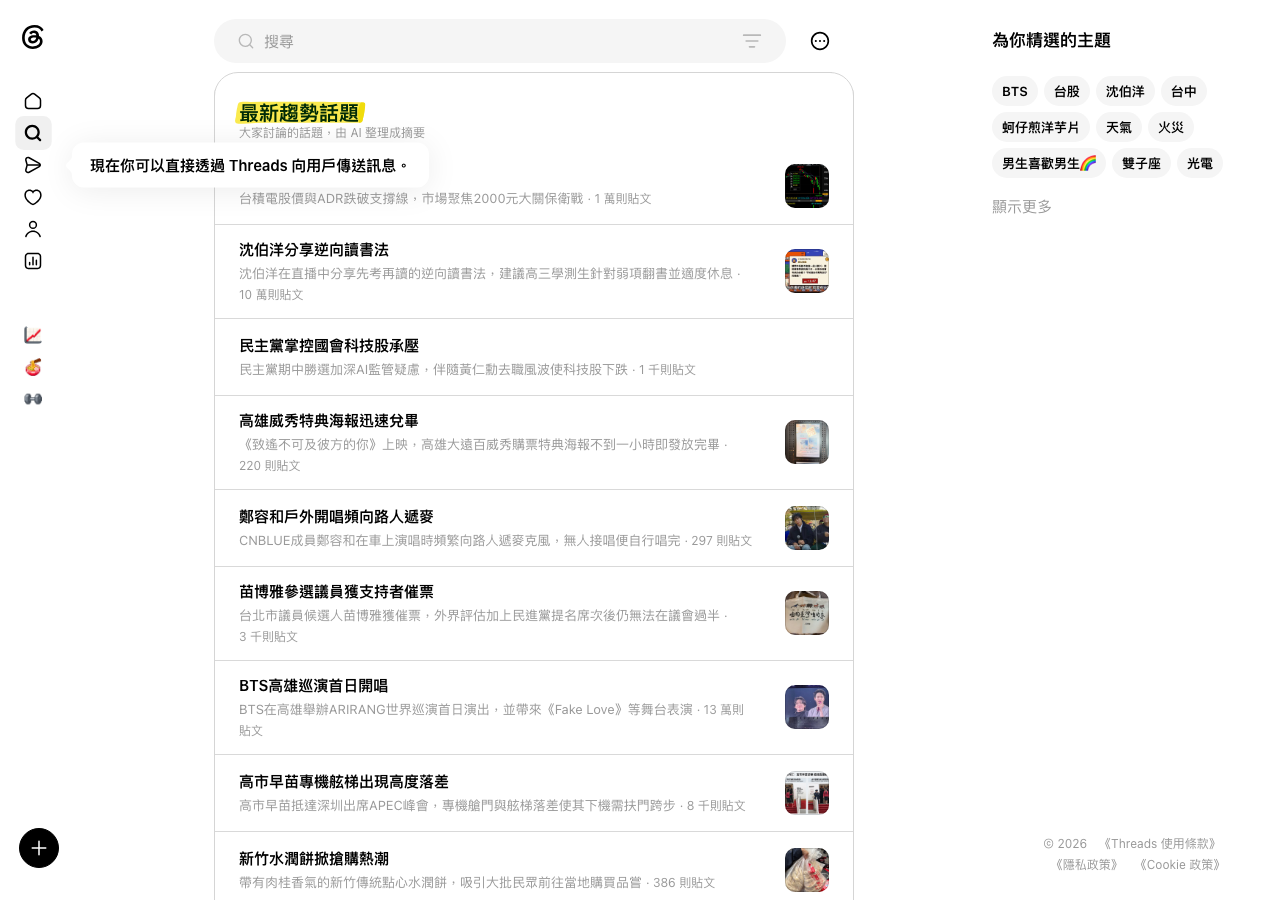 搜尋
最新趨勢話題
大家討論的話題，由 AI 整理成摘要
現在你可以直接透過 Threads 向用戶傳送訊息。
台積電股價與ADR跌破支撐線，市場聚焦2000元大關保衛戰 · 1 萬則貼文
沈伯洋分享逆向讀書法
沈伯洋在直播中分享先考再讀的逆向讀書法，建議高三學測生針對弱項翻書並適度休息 ·
10 萬則貼文
民主黨掌控國會科技股承壓
民主黨期中勝選加深AI監管疑慮，伴隨黃仁勳去職風波使科技股下跌 · 1 千則貼文
高雄威秀特典海報迅速兌畢
《致遙不可及彼方的你》上映，高雄大遠百威秀購票特典海報不到一小時即發放完畢 ·
220 則貼文
鄭容和戶外開唱頻向路人遞麥
CNBLUE成員鄭容和在車上演唱時頻繁向路人遞麥克風，無人接唱便自行唱完 · 297 則貼文
苗博雅參選議員獲支持者催票
台北市議員候選人苗博雅獲催票，外界評估加上民進黨提名席次後仍無法在議會過半 ·
3 千則貼文
BTS高雄巡演首日開唱
BTS在高雄舉辦ARIRANG世界巡演首日演出，並帶來《Fake Love》等舞台表演 · 13 萬則
貼文
高市早苗專機舷梯出現高度落差
高市早苗抵達深圳出席APEC峰會，專機艙門與舷梯落差使其下機需扶門跨步 · 8 千則貼文
新竹水潤餅掀搶購熱潮
帶有肉桂香氣的新竹傳統點心水潤餅，吸引大批民眾前往當地購買品嘗 · 386 則貼文
為你精選的主題
BTS 台股 沈伯洋 台中
蚵仔煎洋芋片 天氣 火災
男生喜歡男生🌈 雙子座 光電
顯示更多
© 2026 《Threads 使用條款》
《隱私政策》 《Cookie 政策》